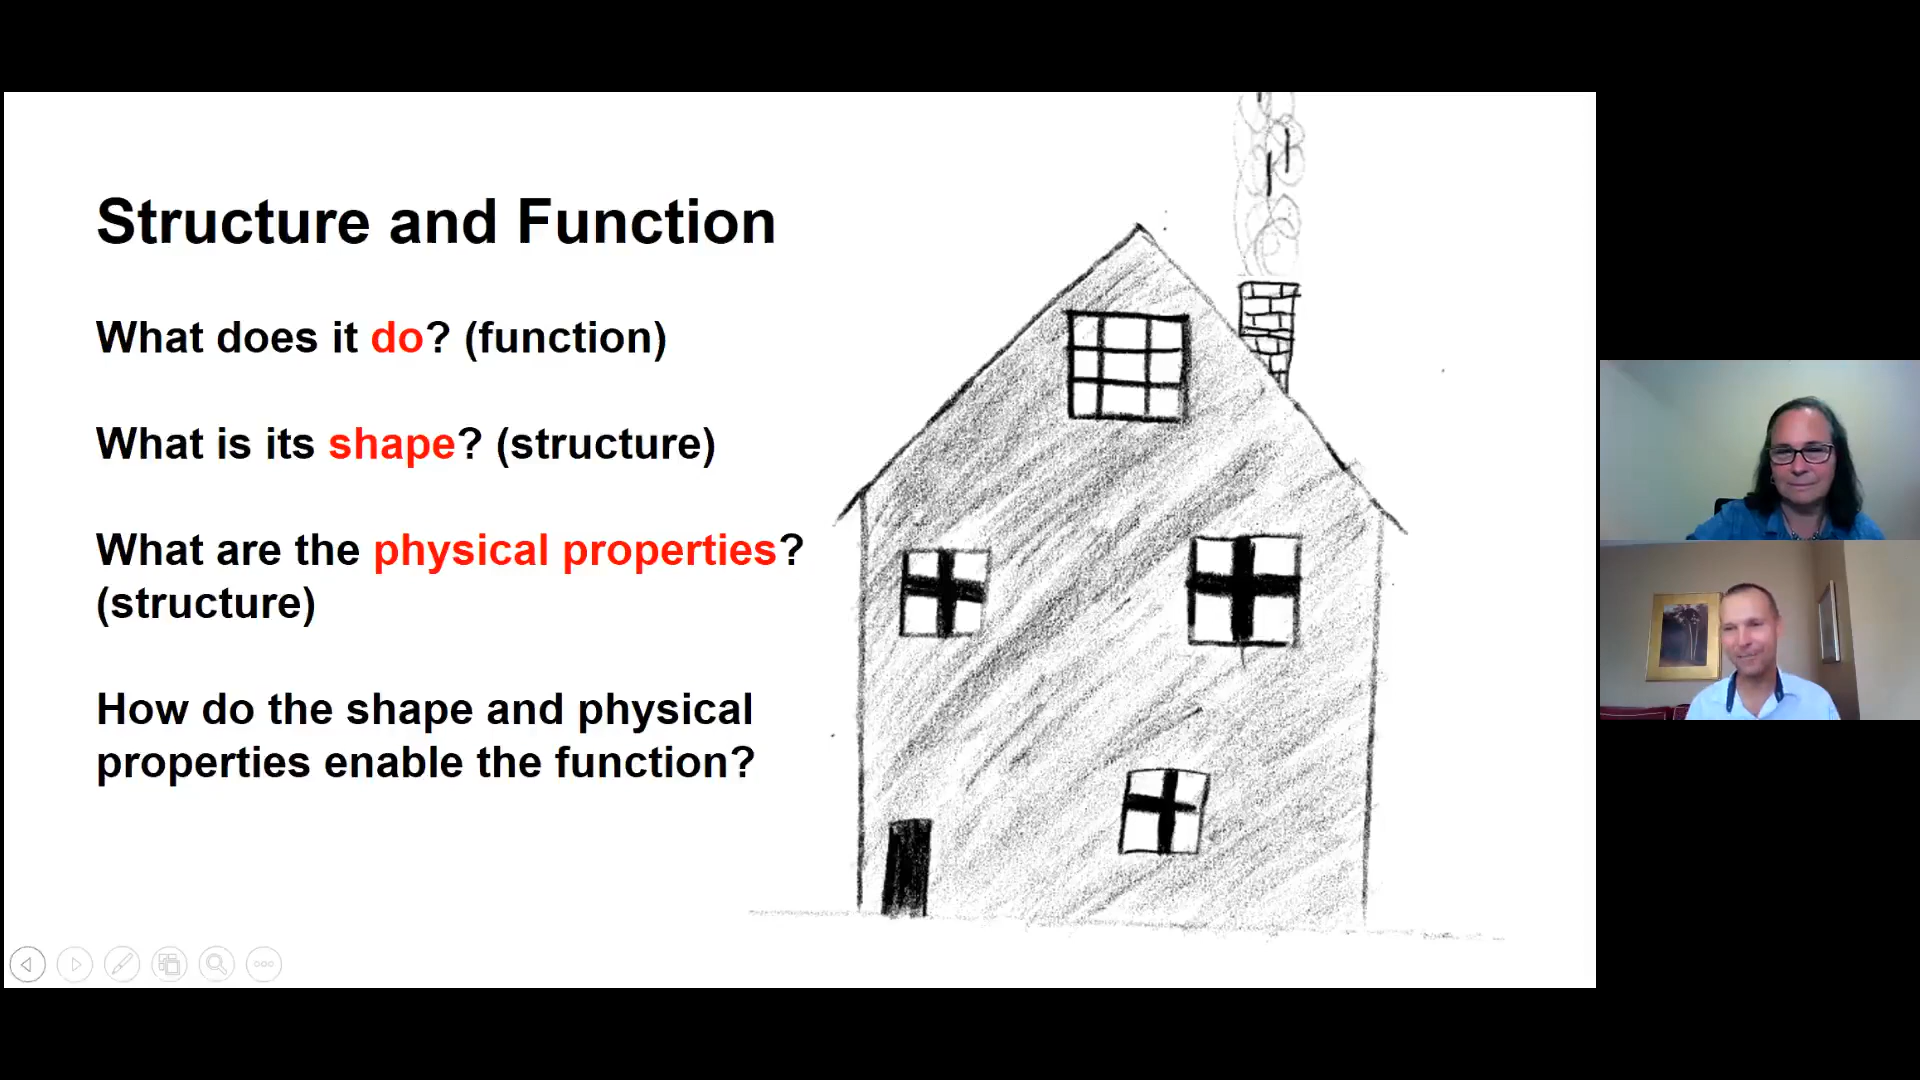 Structure and Function
What does it do? (function)
What is its shape? (structure)
What are the physical properties?
(structure)
How do the shape and physical
properties enable the function?